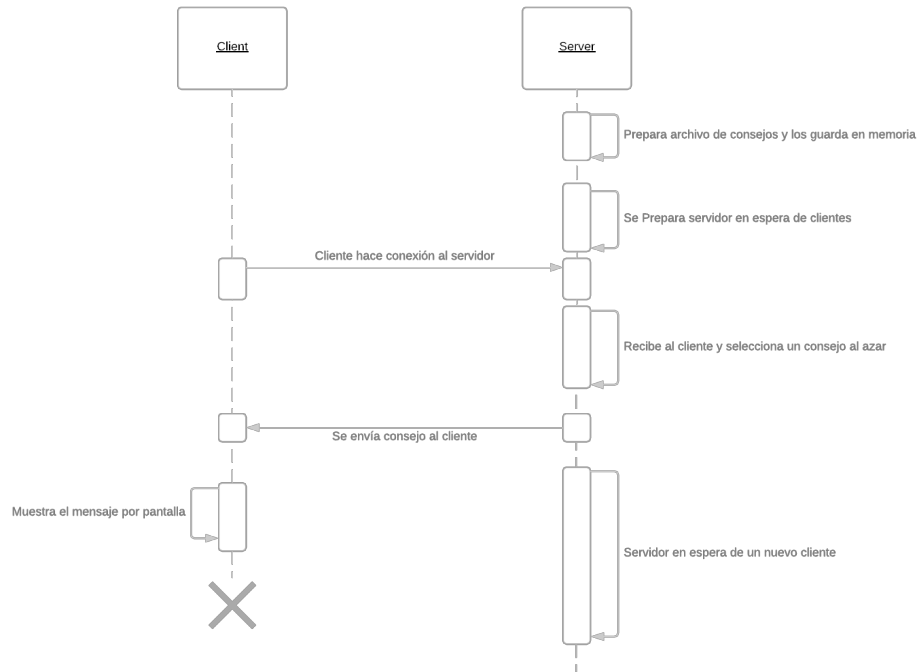 Client
Server
Prepara archivo de consejos y los guarda en memoria
Se Prepara servidor en espera de clientes
Cliente hace conexión al servidor
Recibe al cliente y selecciona un consejo al azar
Se envía consejo al cliente
Muestra el mensaje por pantalla
Servidor en espera de un nuevo cliente